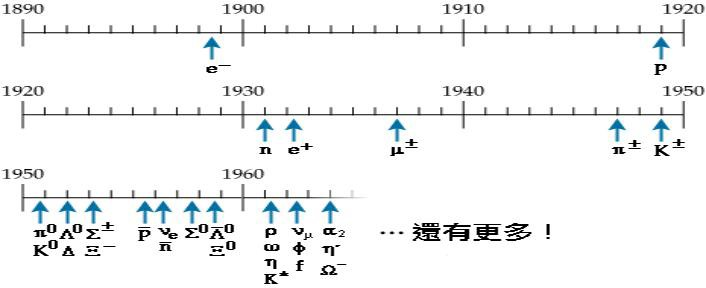 1890 1900 1910 1920
e⁻ p
1920 1930 1940 1950
n e⁺ μ^± π^± K^±
1950 1960
π⁰ Λ⁰ Σ^± p̄ νₑ Σ⁰ Λ̄⁰ ρ ν_μ α₂ … 還有更多！
K⁰ Δ Ξ⁻ n̄ Ξ⁰ ω ϕ η′
η f Ω⁻
K^*